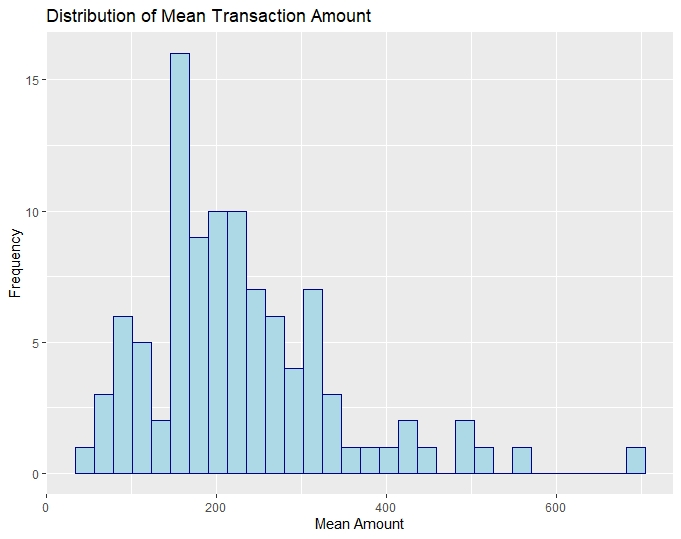 Distribution of Mean Transaction Amount
15
10
5
0
Frequency
0 200 400 600
Mean Amount